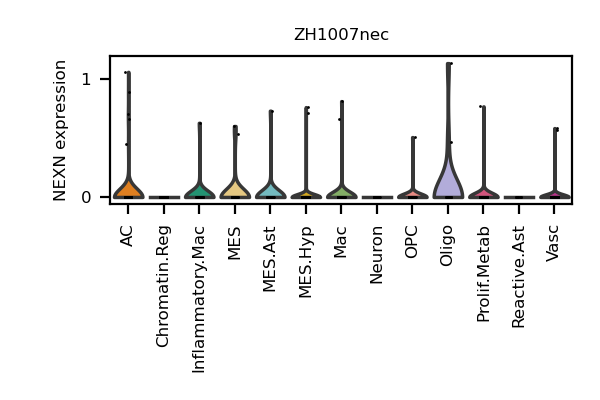 ZH1007nec
NEXN expression
1
0
AC
Chromatin.Reg
Inflammatory.Mac
MES
MES.Ast
MES.Hyp
Mac
Neuron
OPC
Oligo
Prolif.Metab
Reactive.Ast
Vasc